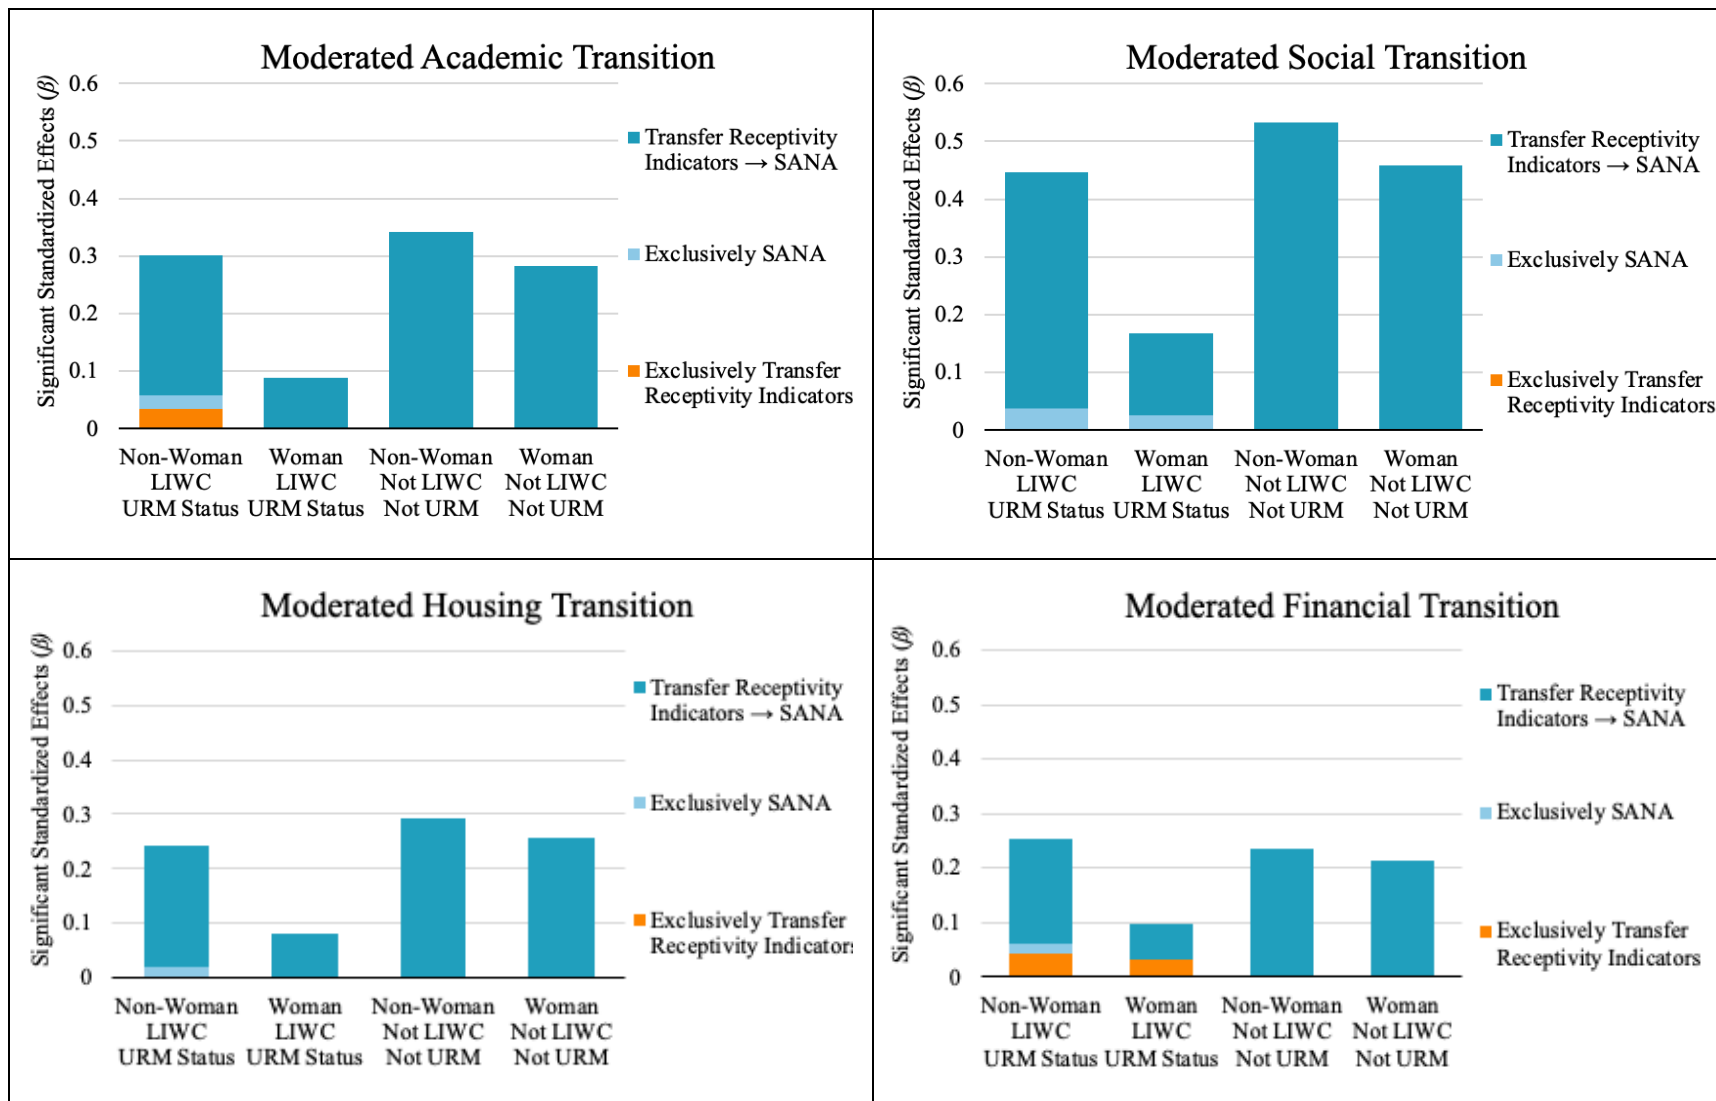 Moderated Academic Transition
Significant Standardized Effects (β)
0.6
0.5
0.4
0.3
0.2
0.1
0
Non-Woman
LIWC
URM Status
Woman
LIWC
URM Status
Non-Woman
Not LIWC
Not URM
Woman
Not LIWC
Not URM
Transfer Receptivity
Indicators → SANA
Exclusively SANA
Exclusively Transfer
Receptivity Indicators
Moderated Social Transition
Significant Standardized Effects (β)
0.6
0.5
0.4
0.3
0.2
0.1
0
Non-Woman
LIWC
URM Status
Woman
LIWC
URM Status
Non-Woman
Not LIWC
Not URM
Woman
Not LIWC
Not URM
Transfer Receptivity
Indicators → SANA
Exclusively SANA
Exclusively Transfer
Receptivity Indicators
Moderated Housing Transition
Significant Standardized Effects (β)
0.6
0.5
0.4
0.3
0.2
0.1
0
Non-Woman
LIWC
URM Status
Woman
LIWC
URM Status
Non-Woman
Not LIWC
Not URM
Woman
Not LIWC
Not URM
Transfer Receptivity
Indicators → SANA
Exclusively SANA
Exclusively Transfer
Receptivity Indicators
Moderated Financial Transition
Significant Standardized Effects (β)
0.6
0.5
0.4
0.3
0.2
0.1
0
Non-Woman
LIWC
URM Status
Woman
LIWC
URM Status
Non-Woman
Not LIWC
Not URM
Woman
Not LIWC
Not URM
Transfer Receptivity
Indicators → SANA
Exclusively SANA
Exclusively Transfer
Receptivity Indicators